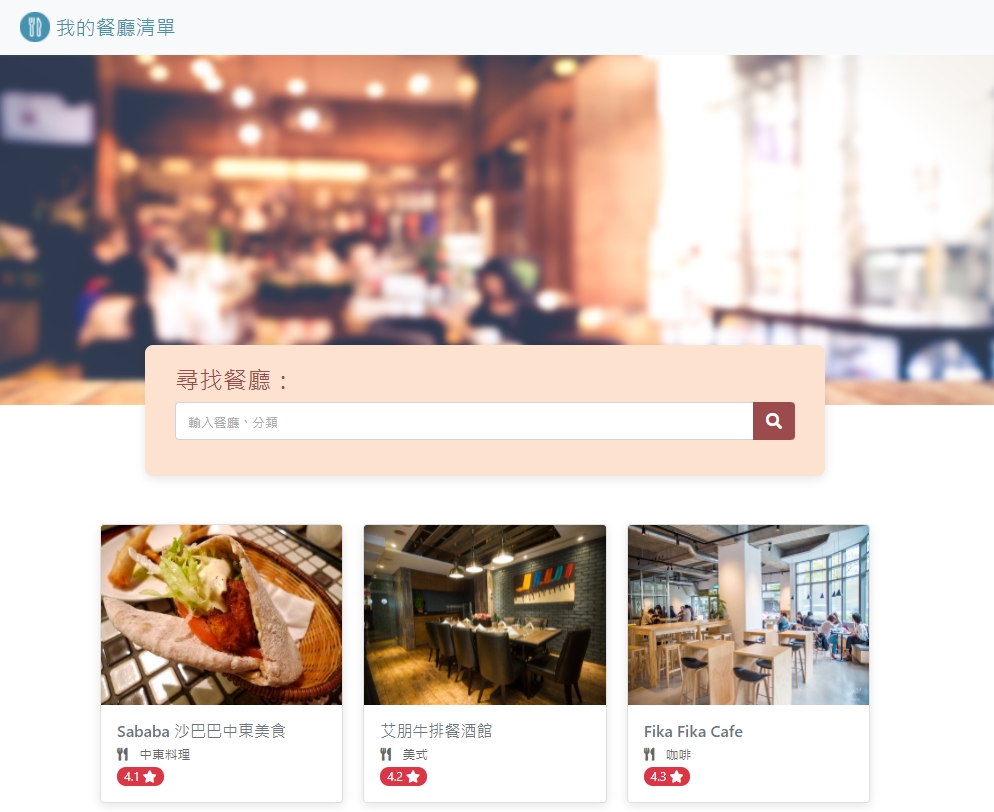 我的餐廳清單
尋找餐廳：
輸入餐廳、分類
Sababa 沙巴巴中東美食
中東料理
4.1
艾朋牛排餐酒館
美式
4.2
Fika Fika Cafe
咖啡
4.3